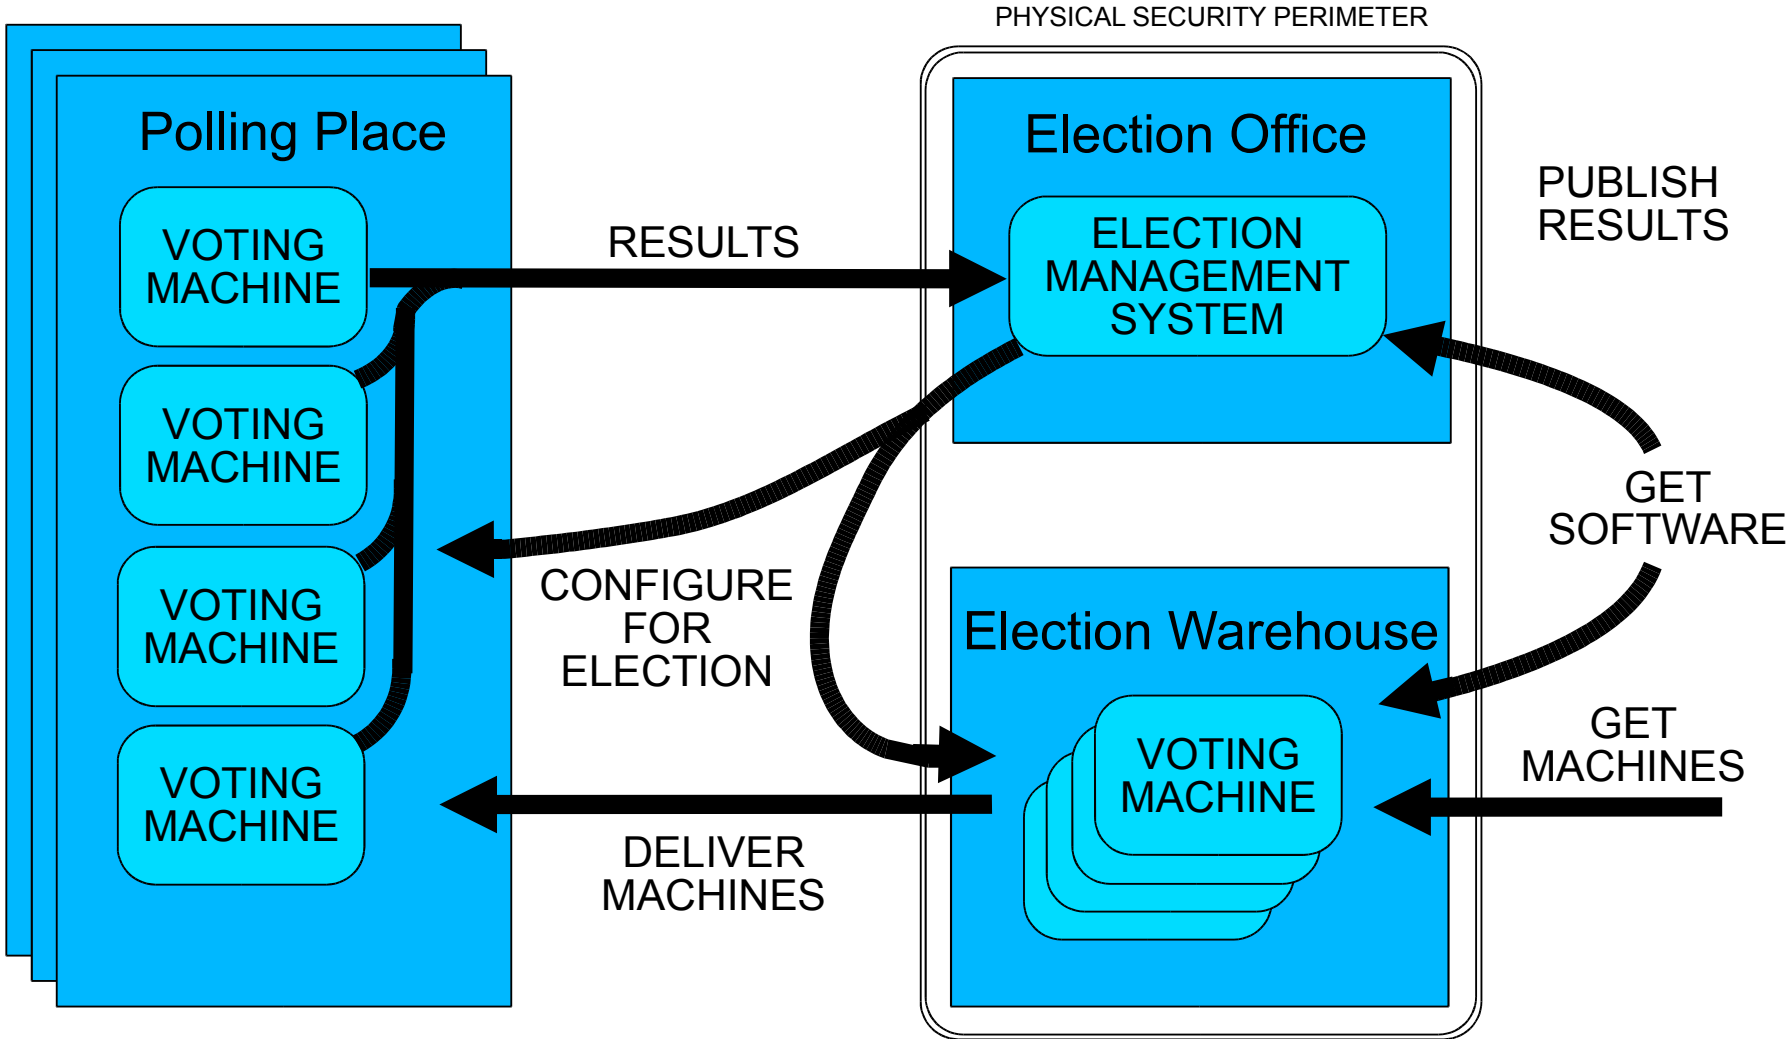 PHYSICAL SECURITY PERIMETER
Polling Place
VOTING
MACHINE
VOTING
MACHINE
VOTING
MACHINE
VOTING
MACHINE
RESULTS
CONFIGURE
FOR
ELECTION
DELIVER
MACHINES
Election Office
ELECTION
MANAGEMENT
SYSTEM
Election Warehouse
VOTING
MACHINE
PUBLISH
RESULTS
GET
SOFTWARE
GET
MACHINES